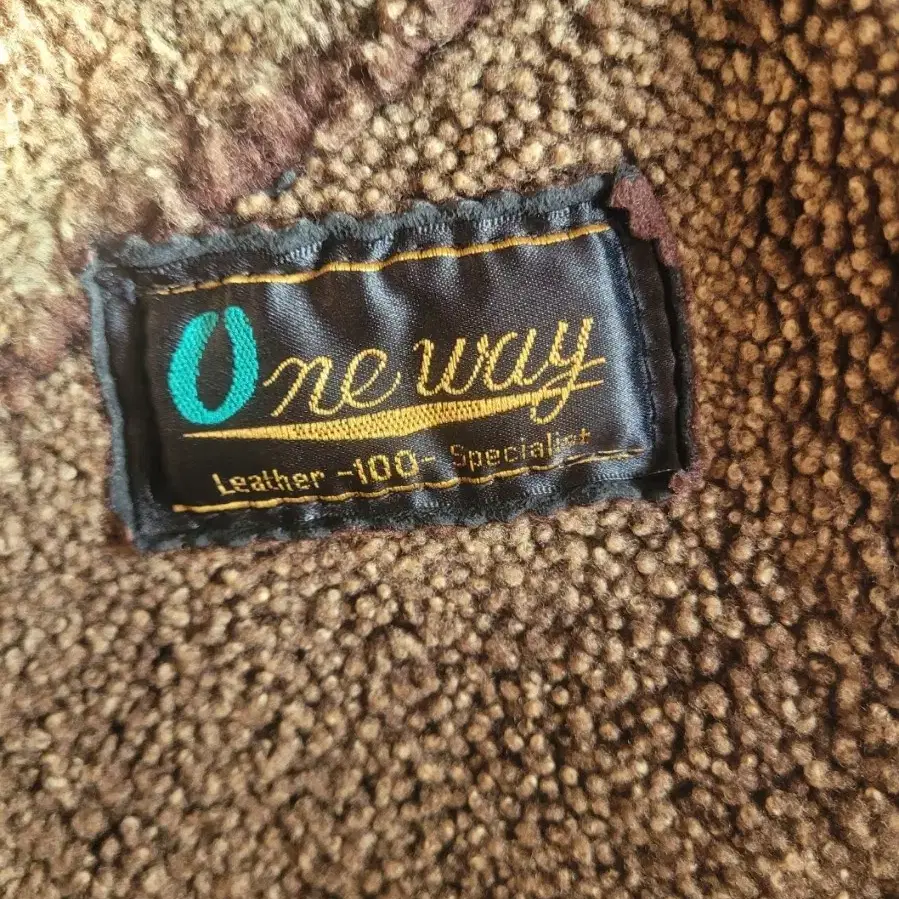 One way
Leather -100- Specialist